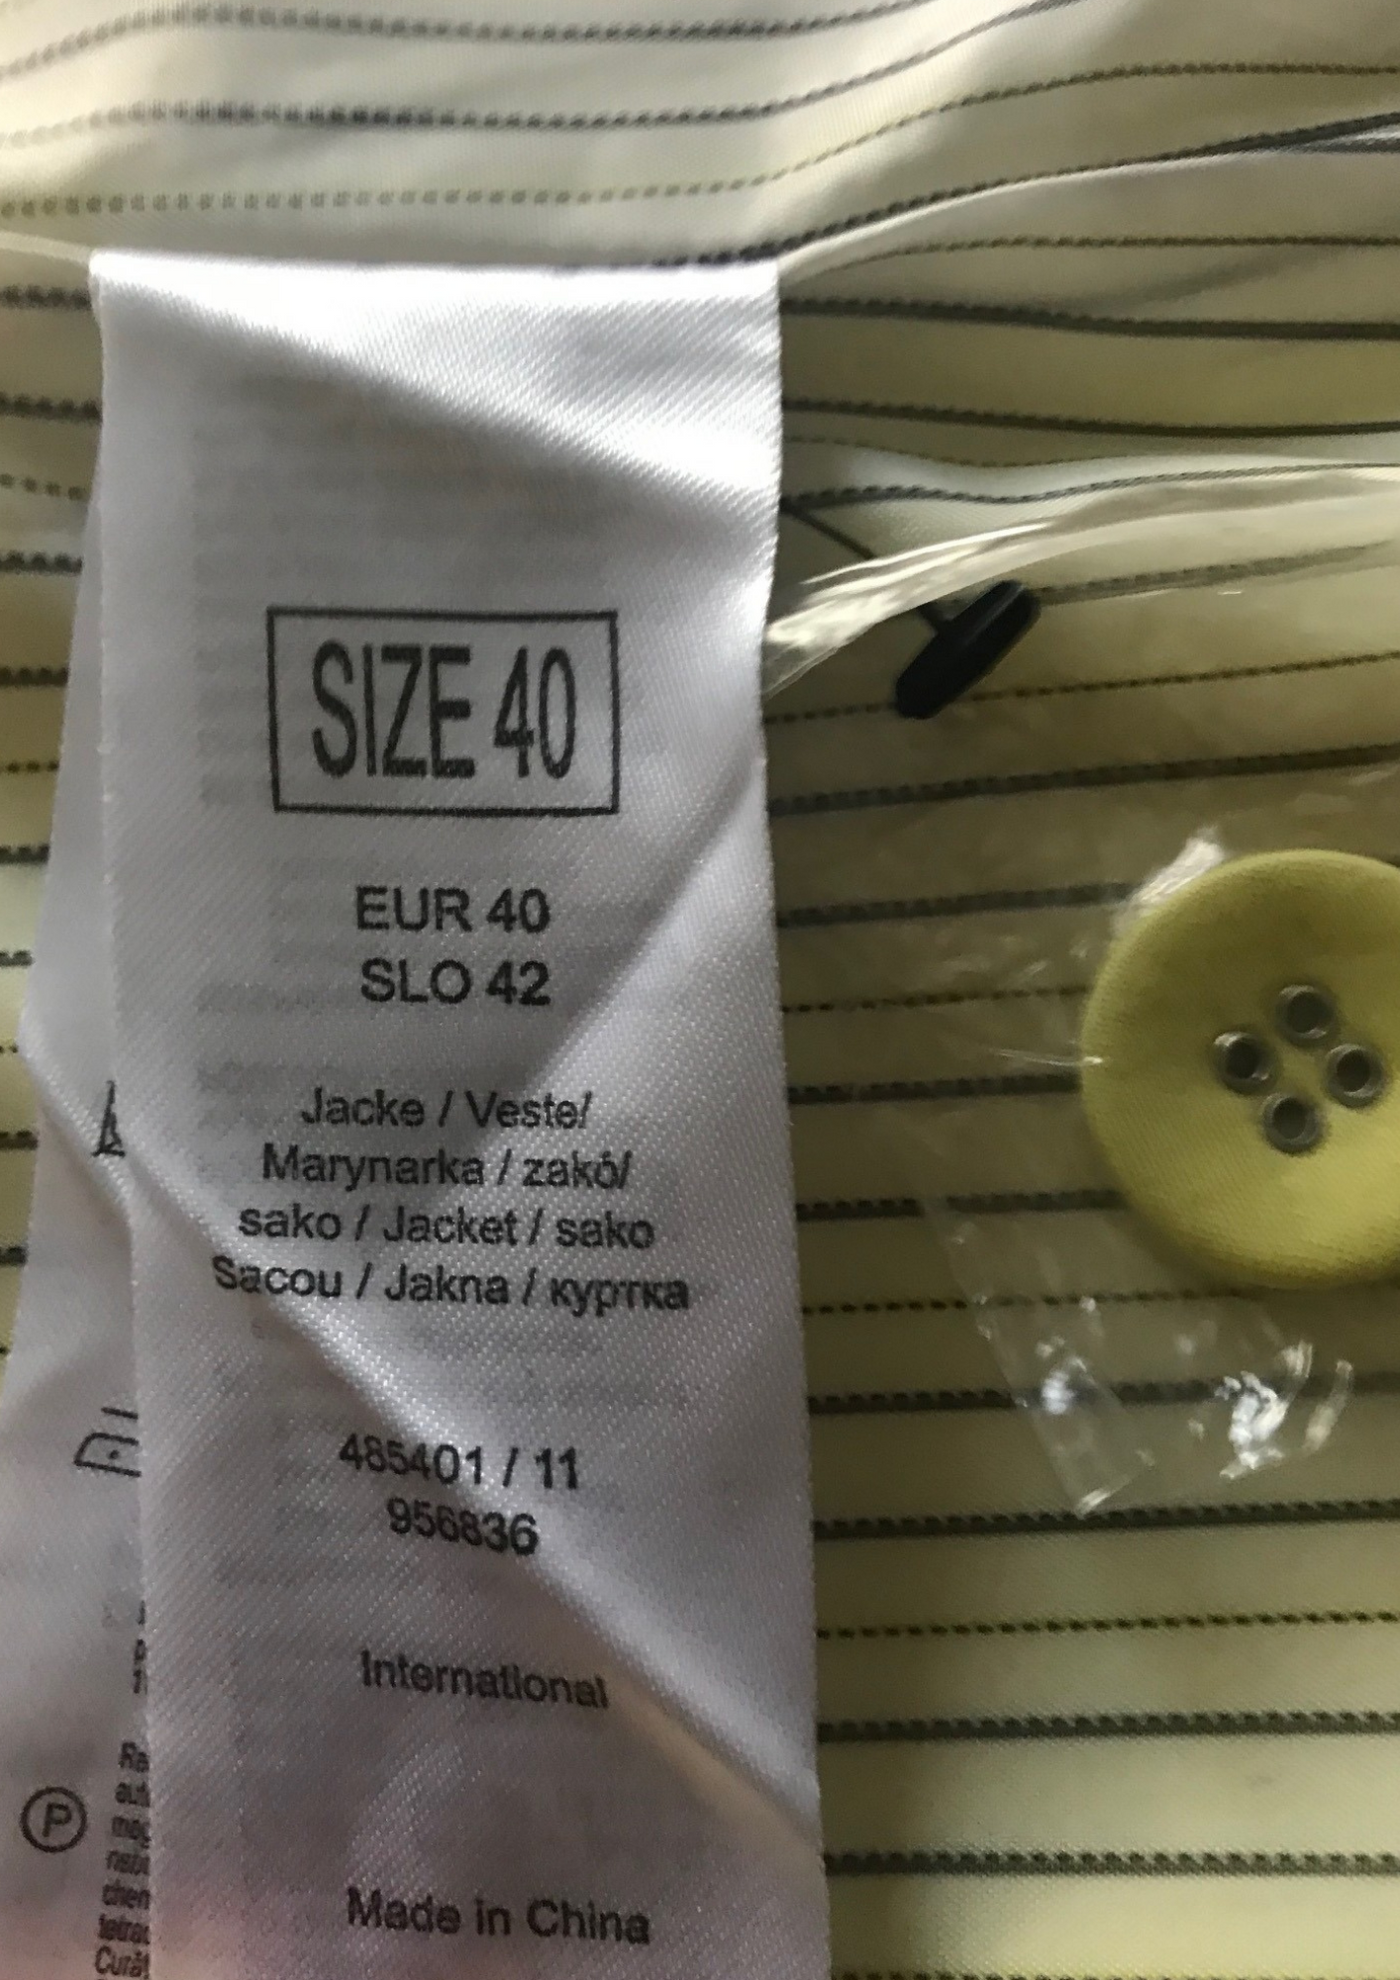 SIZE 40
EUR 40
SLO 42
Jacke / Veste/
Marynarka / zakó/
sako / Jacket / sako
Sacou / Jakna / куртка
485401 / 11
956836
International
Made in China
P